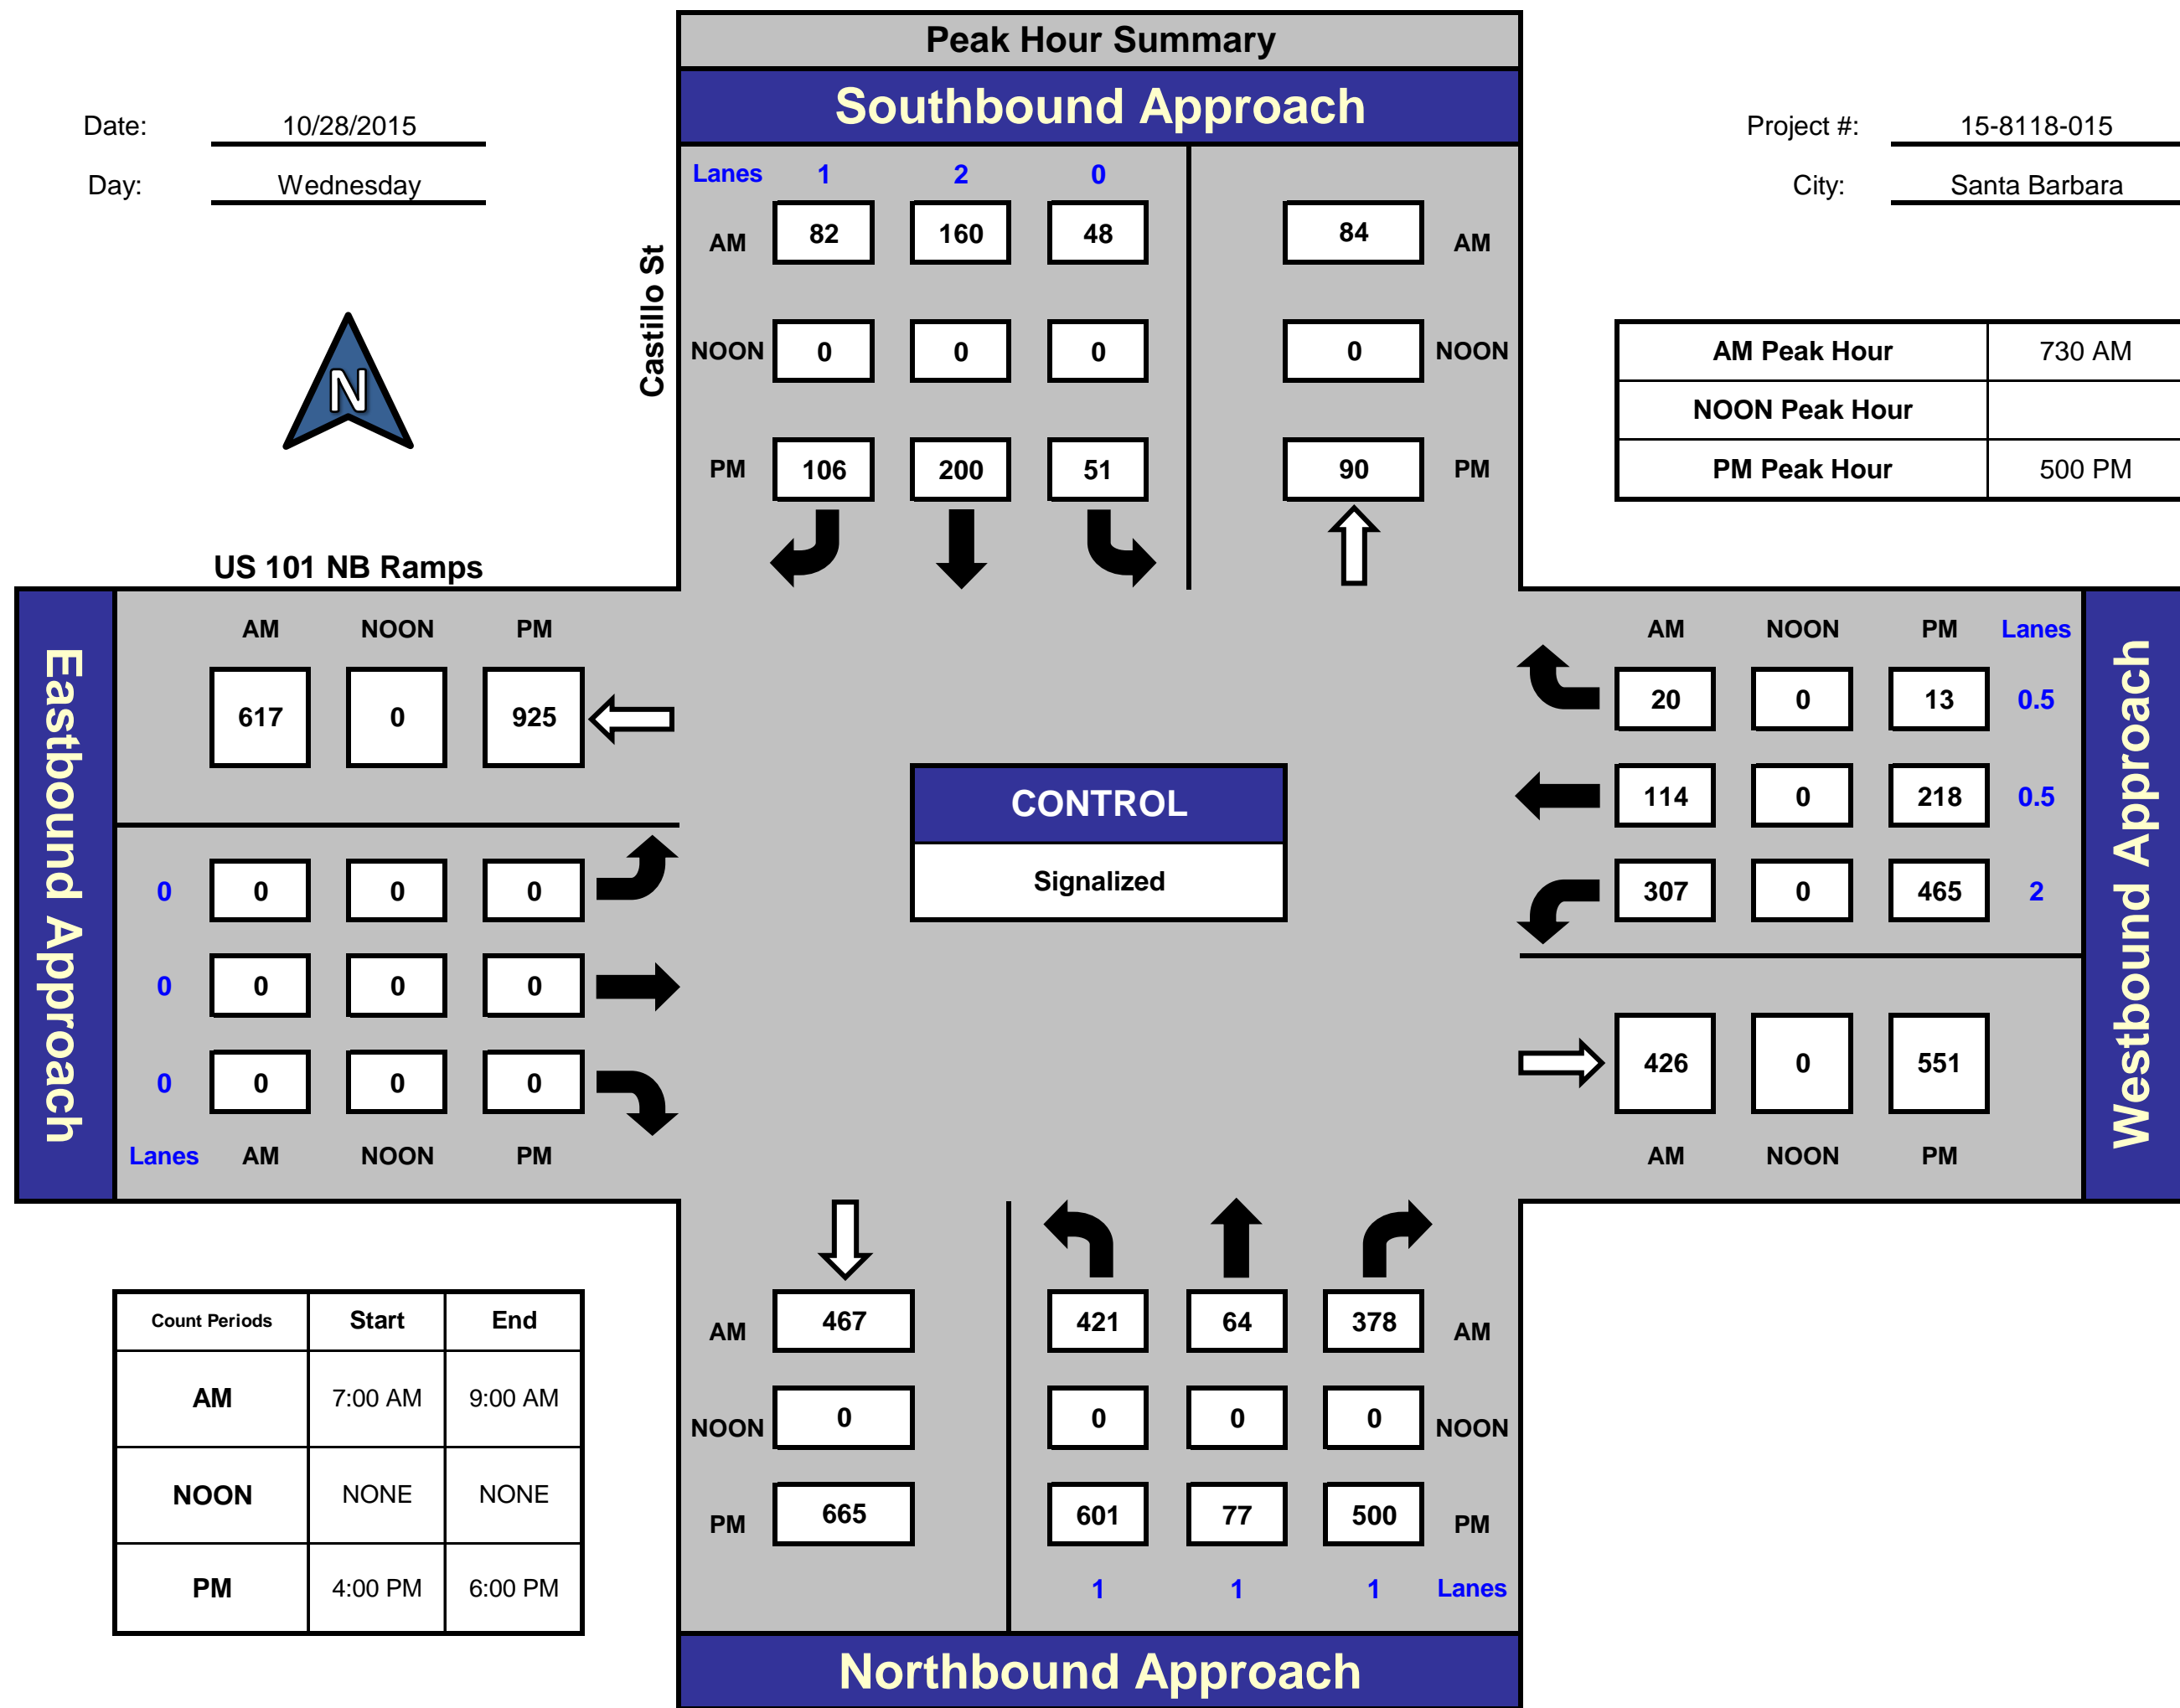 Peak Hour Summary
Southbound Approach
Date: 10/28/2015
Day: Wednesday
Project #: 15-8118-015
City: Santa Barbara
N
Castillo St
Lanes 1 2 0
AM 82 160 48 84 AM
NOON 0 0 0 0 NOON
PM 106 200 51 90 PM
AM Peak Hour 730 AM
NOON Peak Hour
PM Peak Hour 500 PM
US 101 NB Ramps
Eastbound Approach
AM NOON PM
617 0 925
0 0 0 0
0 0 0 0
0 0 0 0
Lanes AM NOON PM
CONTROL
Signalized
AM NOON PM Lanes
20 0 13 0.5
114 0 218 0.5
307 0 465 2
426 0 551
AM NOON PM
Westbound Approach
Count Periods Start End
AM 7:00 AM 9:00 AM
NOON NONE NONE
PM 4:00 PM 6:00 PM
AM 467 421 64 378 AM
NOON 0 0 0 0 NOON
PM 665 601 77 500 PM
1 1 1 Lanes
Northbound Approach